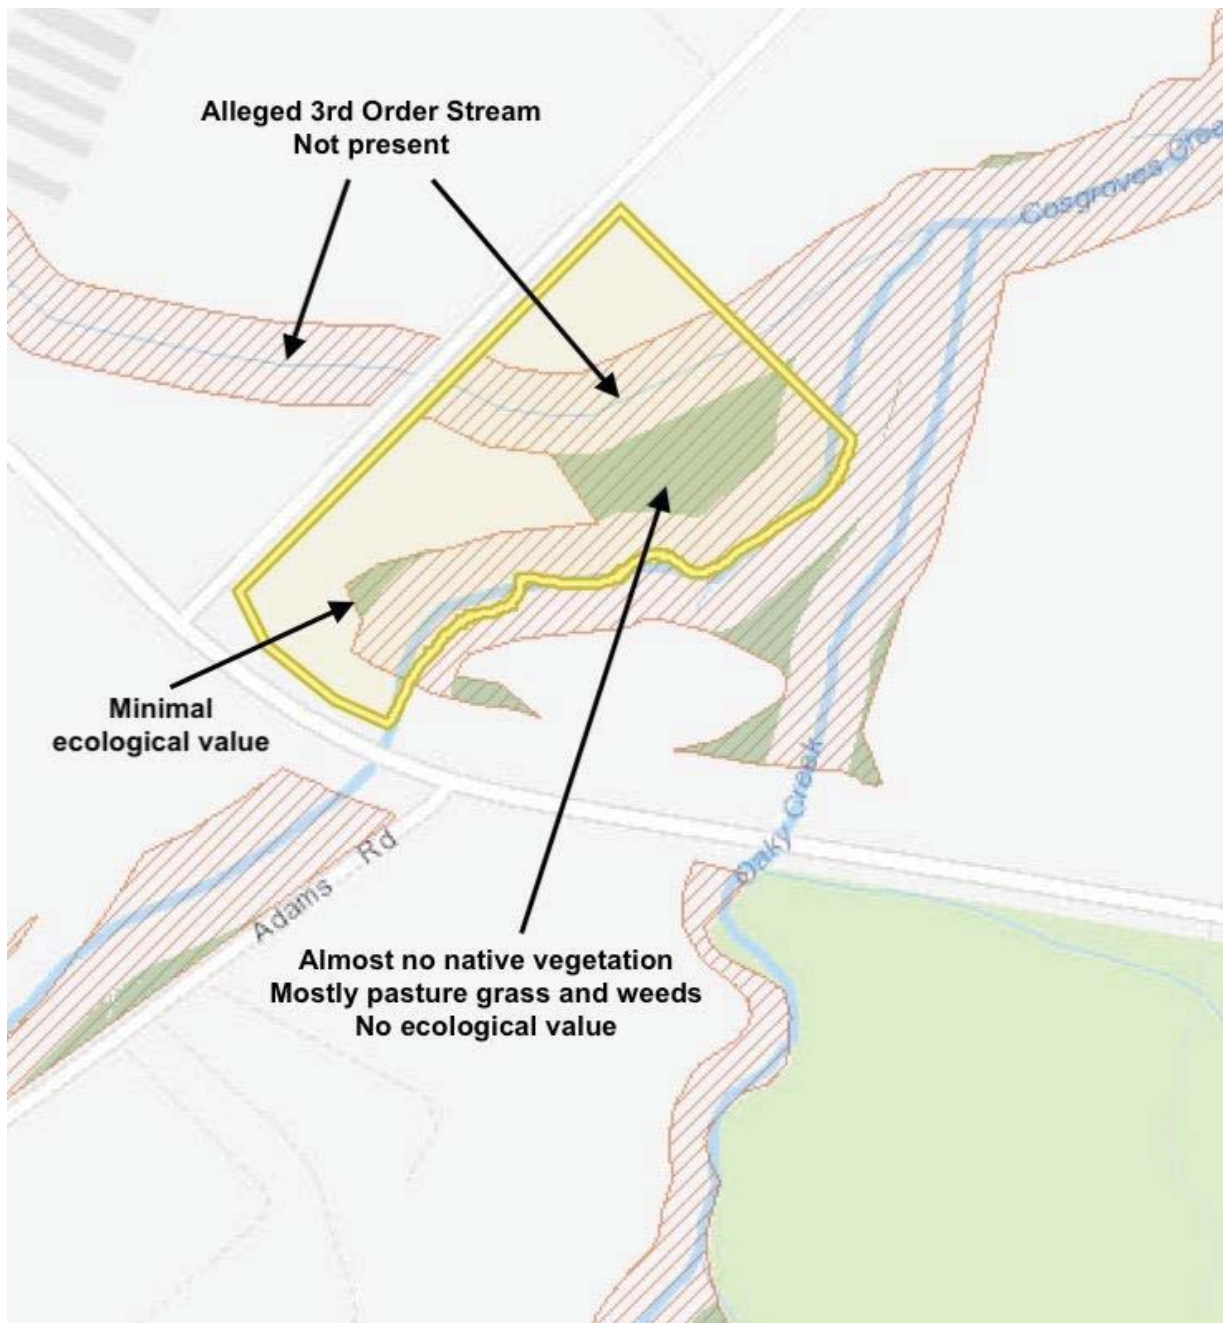 Alleged 3rd Order Stream
Not present
Cosgroves Cree
Minimal
ecological value
Oaky Creek
Adams Rd
Almost no native vegetation
Mostly pasture grass and weeds
No ecological value